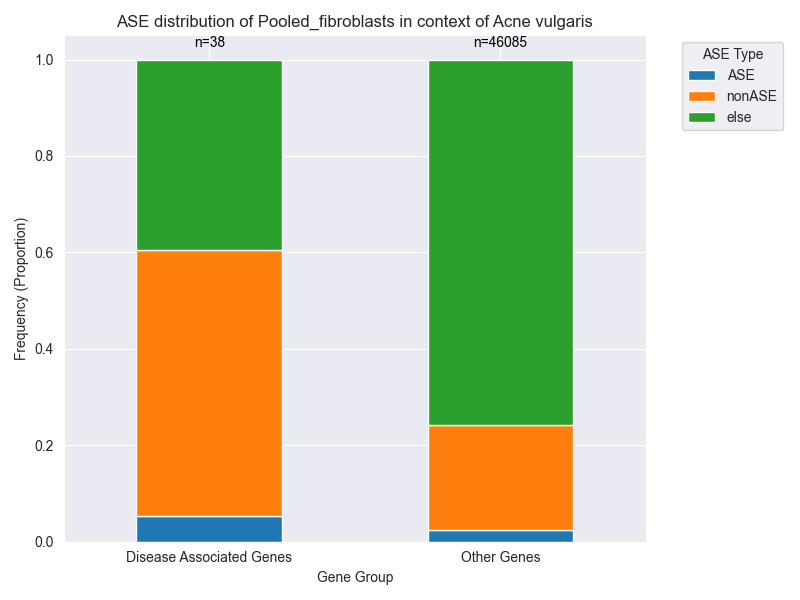 ASE distribution of Pooled_fibroblasts in context of Acne vulgaris
n=38
n=46085
ASE Type
ASE
nonASE
else
1.0
0.8
0.6
0.4
0.2
0.0
Frequency (Proportion)
Disease Associated Genes
Other Genes
Gene Group